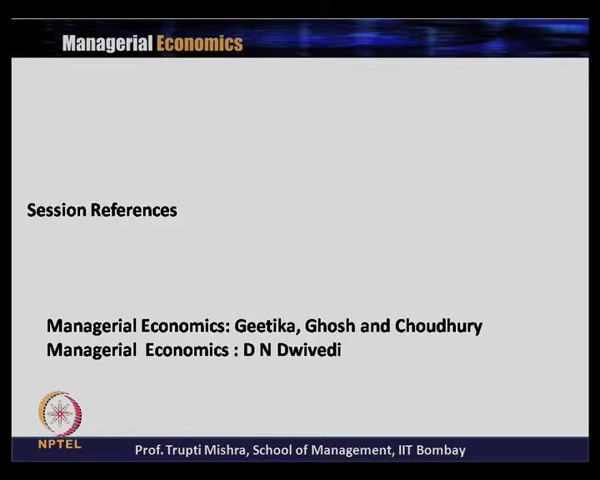 Managerial Economics
Session References
Managerial Economics: Geetika, Ghosh and Choudhury
Managerial Economics : D N Dwivedi
NPTEL
Prof. Trupti Mishra, School of Management, IIT Bombay